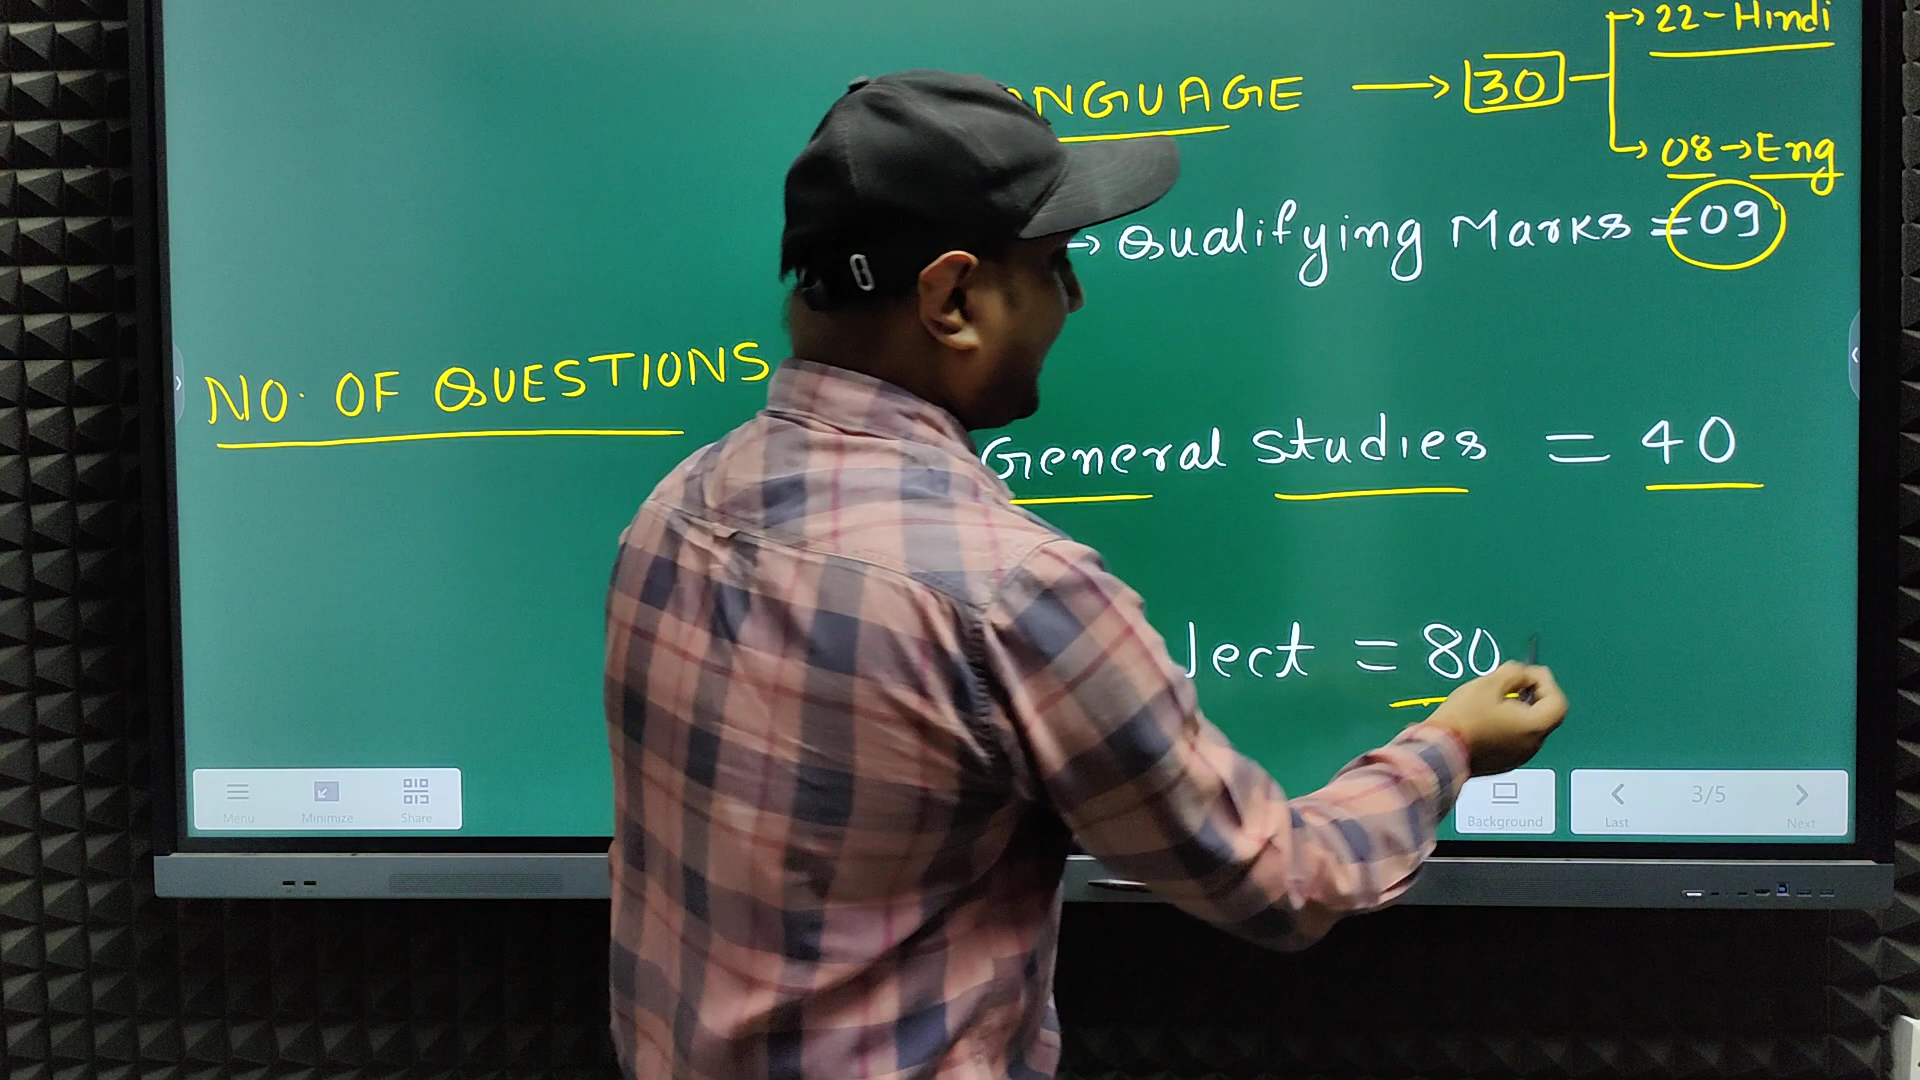 22-Hindi
ANGUAGE → 30
08→Eng
→ Qualifying Marks = 09
NO. OF QUESTIONS
General Studies = 40
ject = 80
Menu Minimize Share
Background
Last 3/5 Next